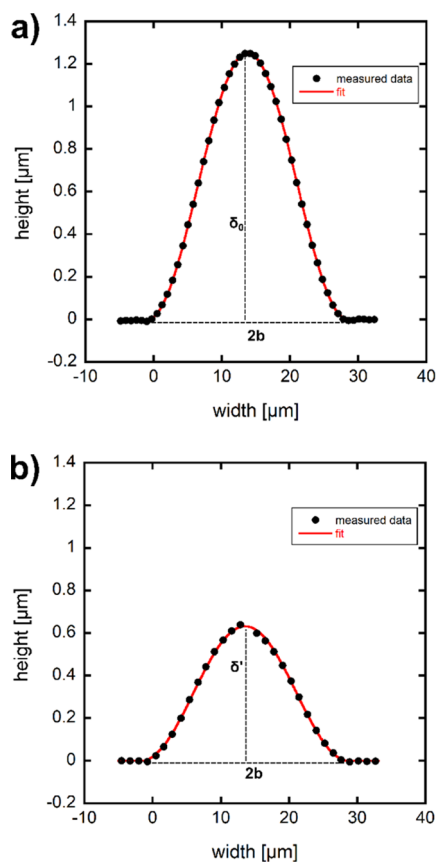 a)
1.4
1.2
1
0.8
0.6
0.4
0.2
0
-0.2
height [µm]
measured data
fit
δ₀
2b
-10 0 10 20 30 40
width [µm]
b)
1.4
1.2
1
0.8
0.6
0.4
0.2
0
-0.2
height [µm]
measured data
fit
δ'
2b
-10 0 10 20 30 40
width [µm]